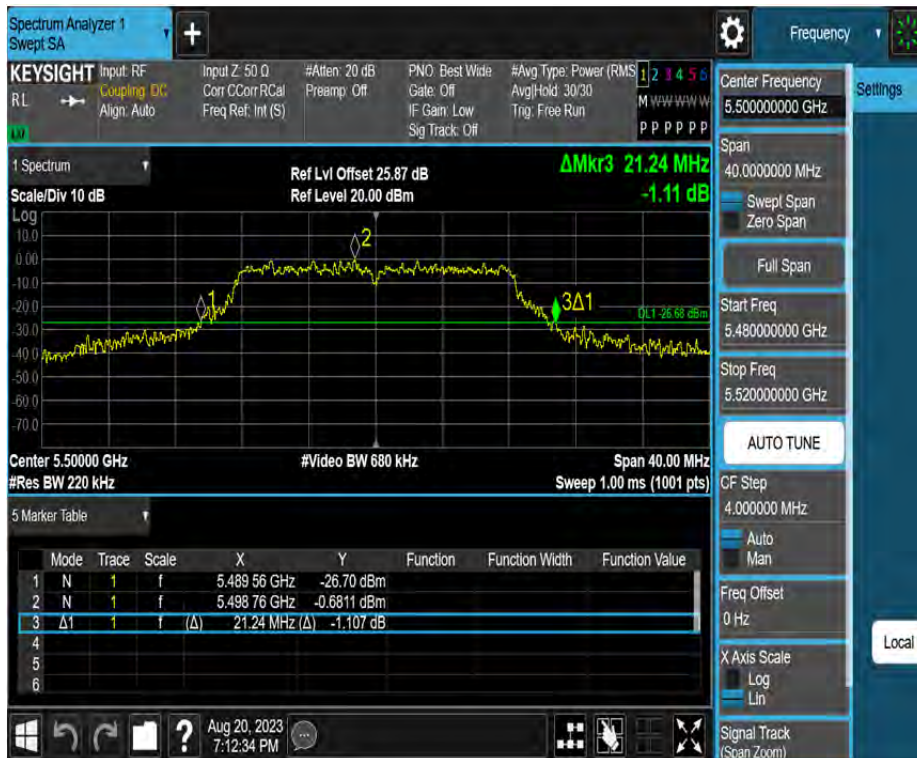 Spectrum Analyzer 1
Swept SA
+
Frequency
KEYSIGHT
RL
LXI
Input: RF
Coupling: DC
Align: Auto
Input Z: 50 Ω
Corr CCorr RCal
Freq Ref: Int (S)
#Atten: 20 dB
Preamp: Off
PNO: Best Wide
Gate: Off
IF Gain: Low
Sig Track: Off
#Avg Type: Power (RMS
Avg|Hold: 30/30
Trig: Free Run
1 2 3 4 5 6
M W W W W W
P P P P P P
1 Spectrum
Scale/Div 10 dB
Ref Lvl Offset 25.87 dB
Ref Level 20.00 dBm
ΔMkr3 21.24 MHz
-1.11 dB
Log
10.0
0.00
-10.0
-20.0
-30.0
-40.0
-50.0
-60.0
-70.0
1
2
3Δ1
DL1 -26.68 dBm
Center 5.50000 GHz
#Res BW 220 kHz
#Video BW 680 kHz
Span 40.00 MHz
Sweep 1.00 ms (1001 pts)
5 Marker Table
Mode Trace Scale X Y Function Function Width Function Value
1 N 1 f 5.489 56 GHz -26.70 dBm
2 N 1 f 5.498 76 GHz -0.6811 dBm
3 Δ1 1 f (Δ) 21.24 MHz (Δ) -1.107 dB
4
5
6
?
Aug 20, 2023
7:12:34 PM
Center Frequency
5.500000000 GHz
Span
40.0000000 MHz
Swept Span
Zero Span
Full Span
Start Freq
5.480000000 GHz
Stop Freq
5.520000000 GHz
AUTO TUNE
CF Step
4.000000 MHz
Auto
Man
Freq Offset
0 Hz
X Axis Scale
Log
Lin
Signal Track
(Span Zoom)
Settings
Local